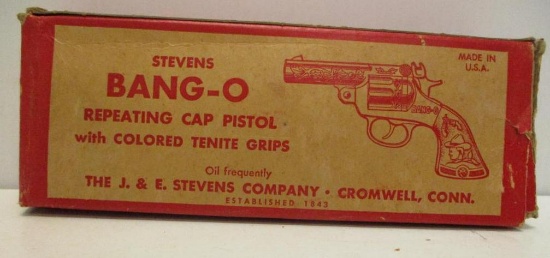 STEVENS
BANG-O
REPEATING CAP PISTOL
with COLORED TENITE GRIPS
MADE IN
U.S.A.
BANG-O
Oil frequently
THE J. & E. STEVENS COMPANY • CROMWELL, CONN.
ESTABLISHED 1843